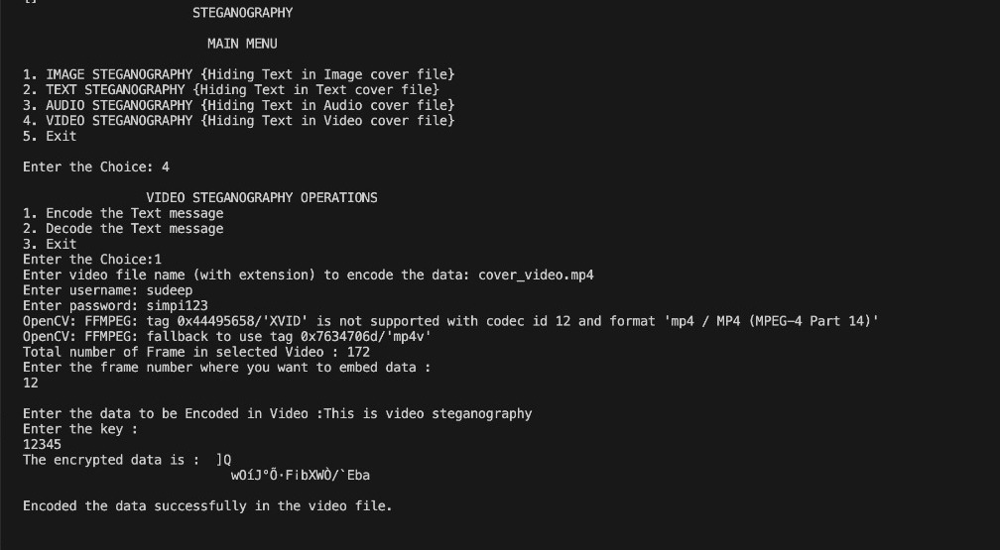 STEGANOGRAPHY
MAIN MENU
1. IMAGE STEGANOGRAPHY {Hiding Text in Image cover file}
2. TEXT STEGANOGRAPHY {Hiding Text in Text cover file}
3. AUDIO STEGANOGRAPHY {Hiding Text in Audio cover file}
4. VIDEO STEGANOGRAPHY {Hiding Text in Video cover file}
5. Exit
Enter the Choice: 4
VIDEO STEGANOGRAPHY OPERATIONS
1. Encode the Text message
2. Decode the Text message
3. Exit
Enter the Choice:1
Enter video file name (with extension) to encode the data: cover_video.mp4
Enter username: sudeep
Enter password: simpi123
OpenCV: FFMPEG: tag 0x44495658/'XVID' is not supported with codec id 12 and format 'mp4 / MP4 (MPEG-4 Part 14)'
OpenCV: FFMPEG: fallback to use tag 0x7634706d/'mp4v'
Total number of Frame in selected Video : 172
Enter the frame number where you want to embed data :
12
Enter the data to be Encoded in Video :This is video steganography
Enter the key :
12345
The encrypted data is :  ]Q
wOíJ°Õ·F¡bXWÒ/`Eba
Encoded the data successfully in the video file.